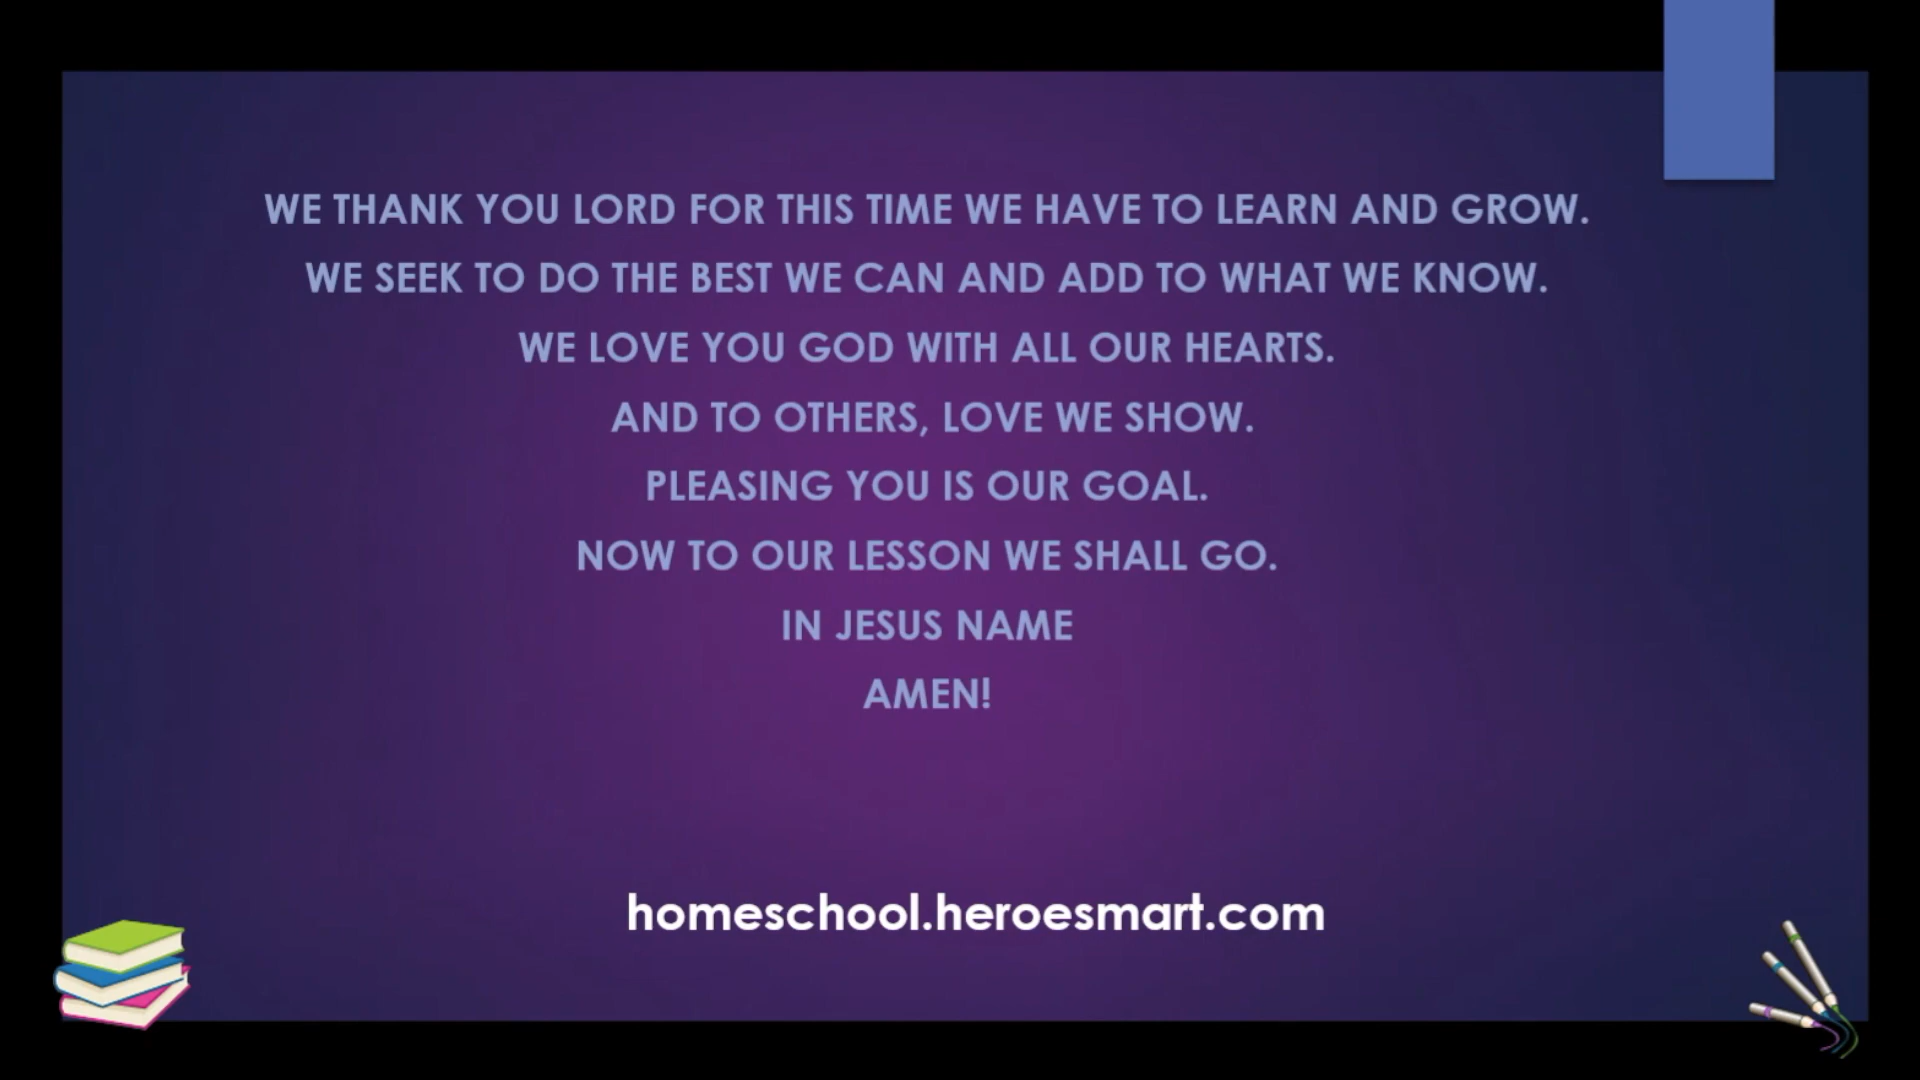 WE THANK YOU LORD FOR THIS TIME WE HAVE TO LEARN AND GROW.
WE SEEK TO DO THE BEST WE CAN AND ADD TO WHAT WE KNOW.
WE LOVE YOU GOD WITH ALL OUR HEARTS.
AND TO OTHERS, LOVE WE SHOW.
PLEASING YOU IS OUR GOAL.
NOW TO OUR LESSON WE SHALL GO.
IN JESUS NAME
AMEN!
homeschool.heroesmart.com